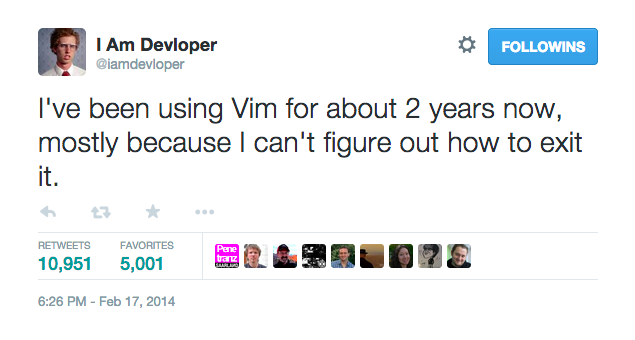 I Am Devloper
@iamdevloper
FOLLOWINS
I've been using Vim for about 2 years now,
mostly because I can't figure out how to exit
it.
RETWEETS FAVORITES
10,951 5,001
Pene
tranz
6:26 PM - Feb 17, 2014